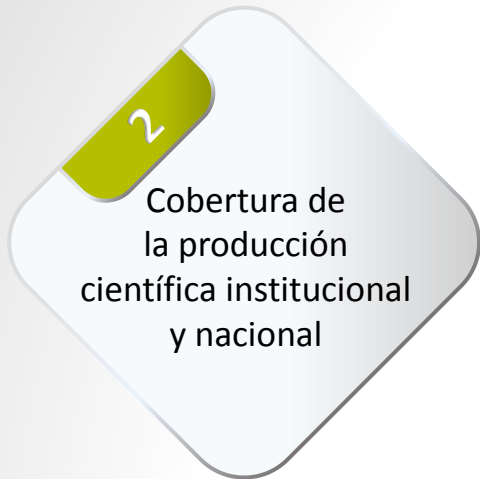 2
Cobertura de
la producción
científica institucional
y nacional